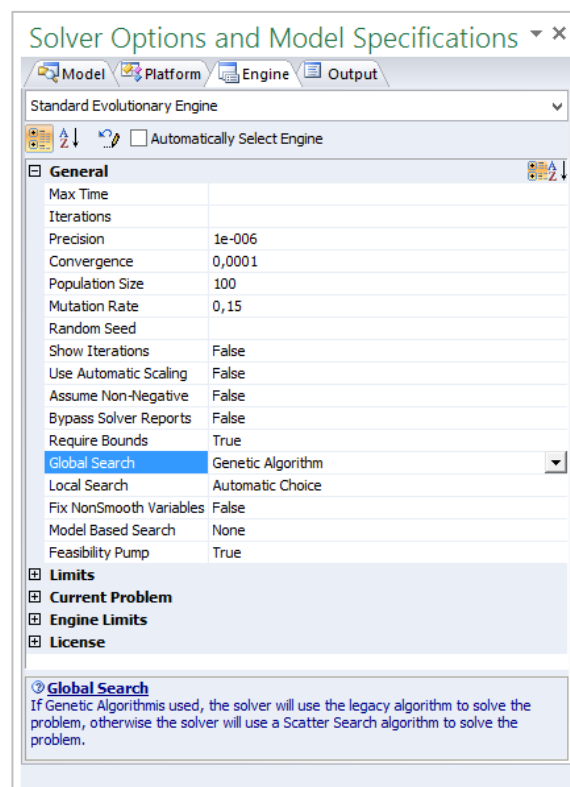 Solver Options and Model Specifications
Model Platform Engine Output
Standard Evolutionary Engine
Automatically Select Engine
General
Max Time
Iterations
Precision 1e-006
Convergence 0,0001
Population Size 100
Mutation Rate 0,15
Random Seed
Show Iterations False
Use Automatic Scaling False
Assume Non-Negative False
Bypass Solver Reports False
Require Bounds True
Global Search Genetic Algorithm
Local Search Automatic Choice
Fix NonSmooth Variables False
Model Based Search None
Feasibility Pump True
Limits
Current Problem
Engine Limits
License
Global Search
If Genetic Algorithmis used, the solver will use the legacy algorithm to solve the
problem, otherwise the solver will use a Scatter Search algorithm to solve the
problem.